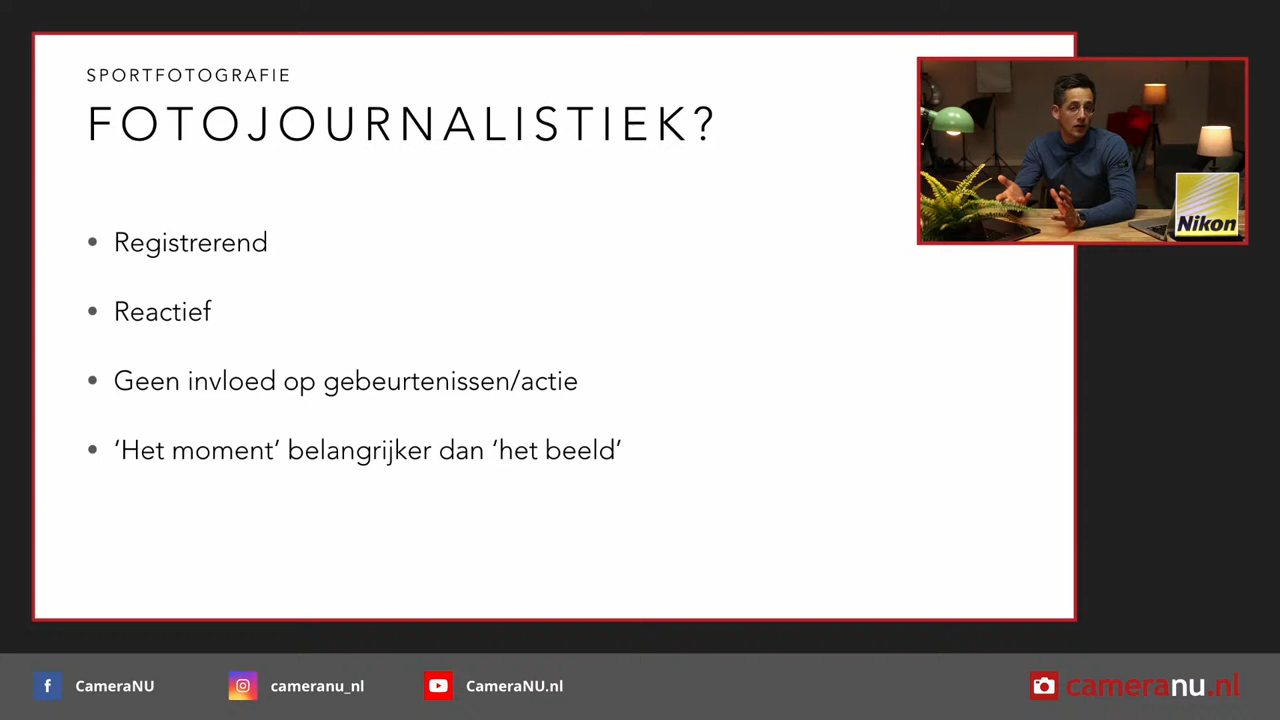 SPORTFOTOGRAFIE
FOTOJOURNALISTIEK?
• Registrerend
• Reactief
• Geen invloed op gebeurtenissen/actie
• ‘Het moment’ belangrijker dan ‘het beeld’
Nikon
CameraNU
cameranu_nl
CameraNU.nl
cameranu.nl